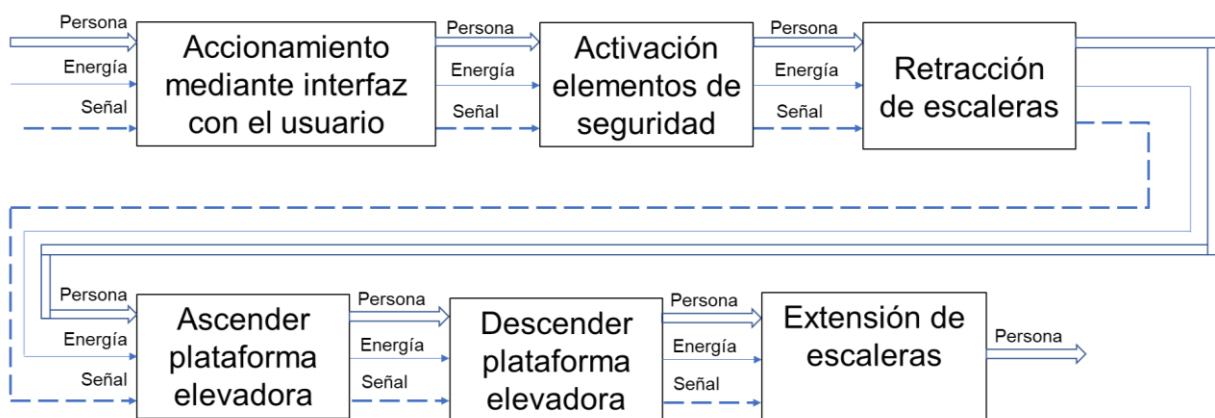 Persona
Energía
Señal
Accionamiento
mediante interfaz
con el usuario
Persona
Energía
Señal
Activación
elementos de
seguridad
Persona
Energía
Señal
Retracción
de escaleras
Persona
Energía
Señal
Ascender
plataforma
elevadora
Persona
Energía
Señal
Descender
plataforma
elevadora
Persona
Energía
Señal
Extensión de
escaleras
Persona